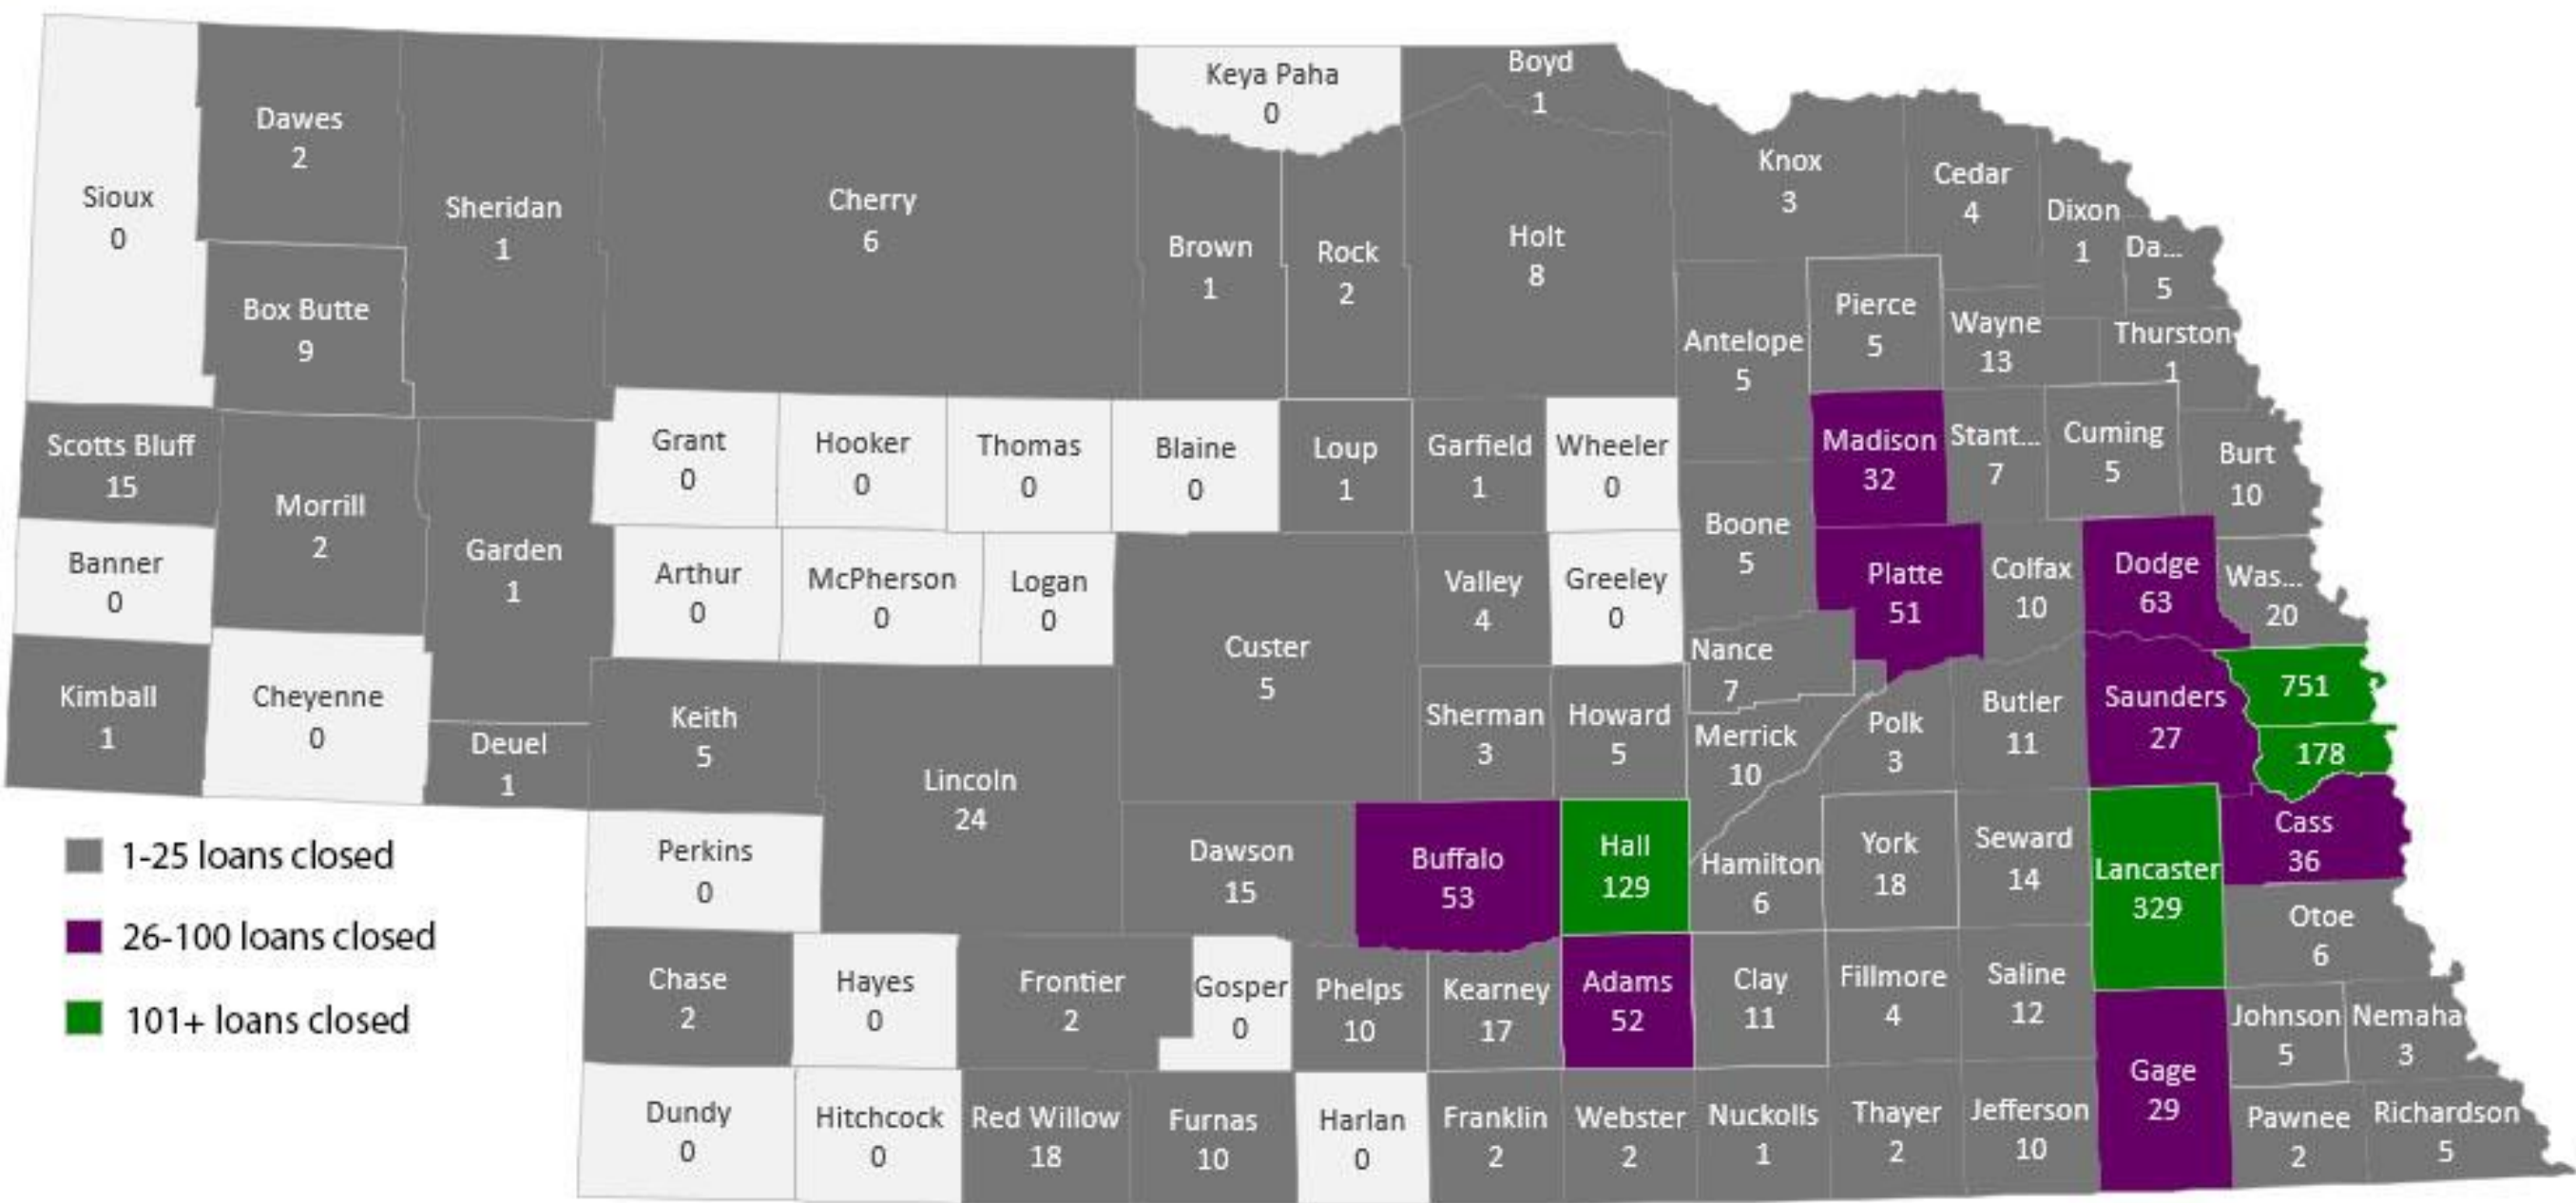 Sioux
0
Dawes
2
Box Butte
9
Sheridan
1
Cherry
6
Keya Paha
0
Boyd
1
Brown
1
Rock
2
Holt
8
Knox
3
Cedar
4
Dixon
1
Da...
5
Antelope
5
Pierce
5
Wayne
13
Thurston
1
Scotts Bluff
15
Morrill
2
Garden
1
Grant
0
Hooker
0
Thomas
0
Blaine
0
Loup
1
Garfield
1
Wheeler
0
Boone
5
Madison
32
Stant...
7
Cuming
5
Burt
10
Banner
0
Arthur
0
McPherson
0
Logan
0
Custer
5
Valley
4
Greeley
0
Platte
51
Colfax
10
Dodge
63
Was...
20
Kimball
1
Cheyenne
0
Deuel
1
Keith
5
Lincoln
24
Sherman
3
Howard
5
Nance
7
Merrick
10
Polk
3
Butler
11
Saunders
27
751
178
Perkins
0
Dawson
15
Buffalo
53
Hall
129
Hamilton
6
York
18
Seward
14
Lancaster
329
Cass
36
Otoe
6
Chase
2
Hayes
0
Frontier
2
Gosper
0
Phelps
10
Kearney
17
Adams
52
Clay
11
Fillmore
4
Saline
12
Gage
29
Johnson
5
Nemaha
3
Dundy
0
Hitchcock
0
Red Willow
18
Furnas
10
Harlan
0
Franklin
2
Webster
2
Nuckolls
1
Thayer
2
Jefferson
10
Pawnee
2
Richardson
5
1-25 loans closed
26-100 loans closed
101+ loans closed